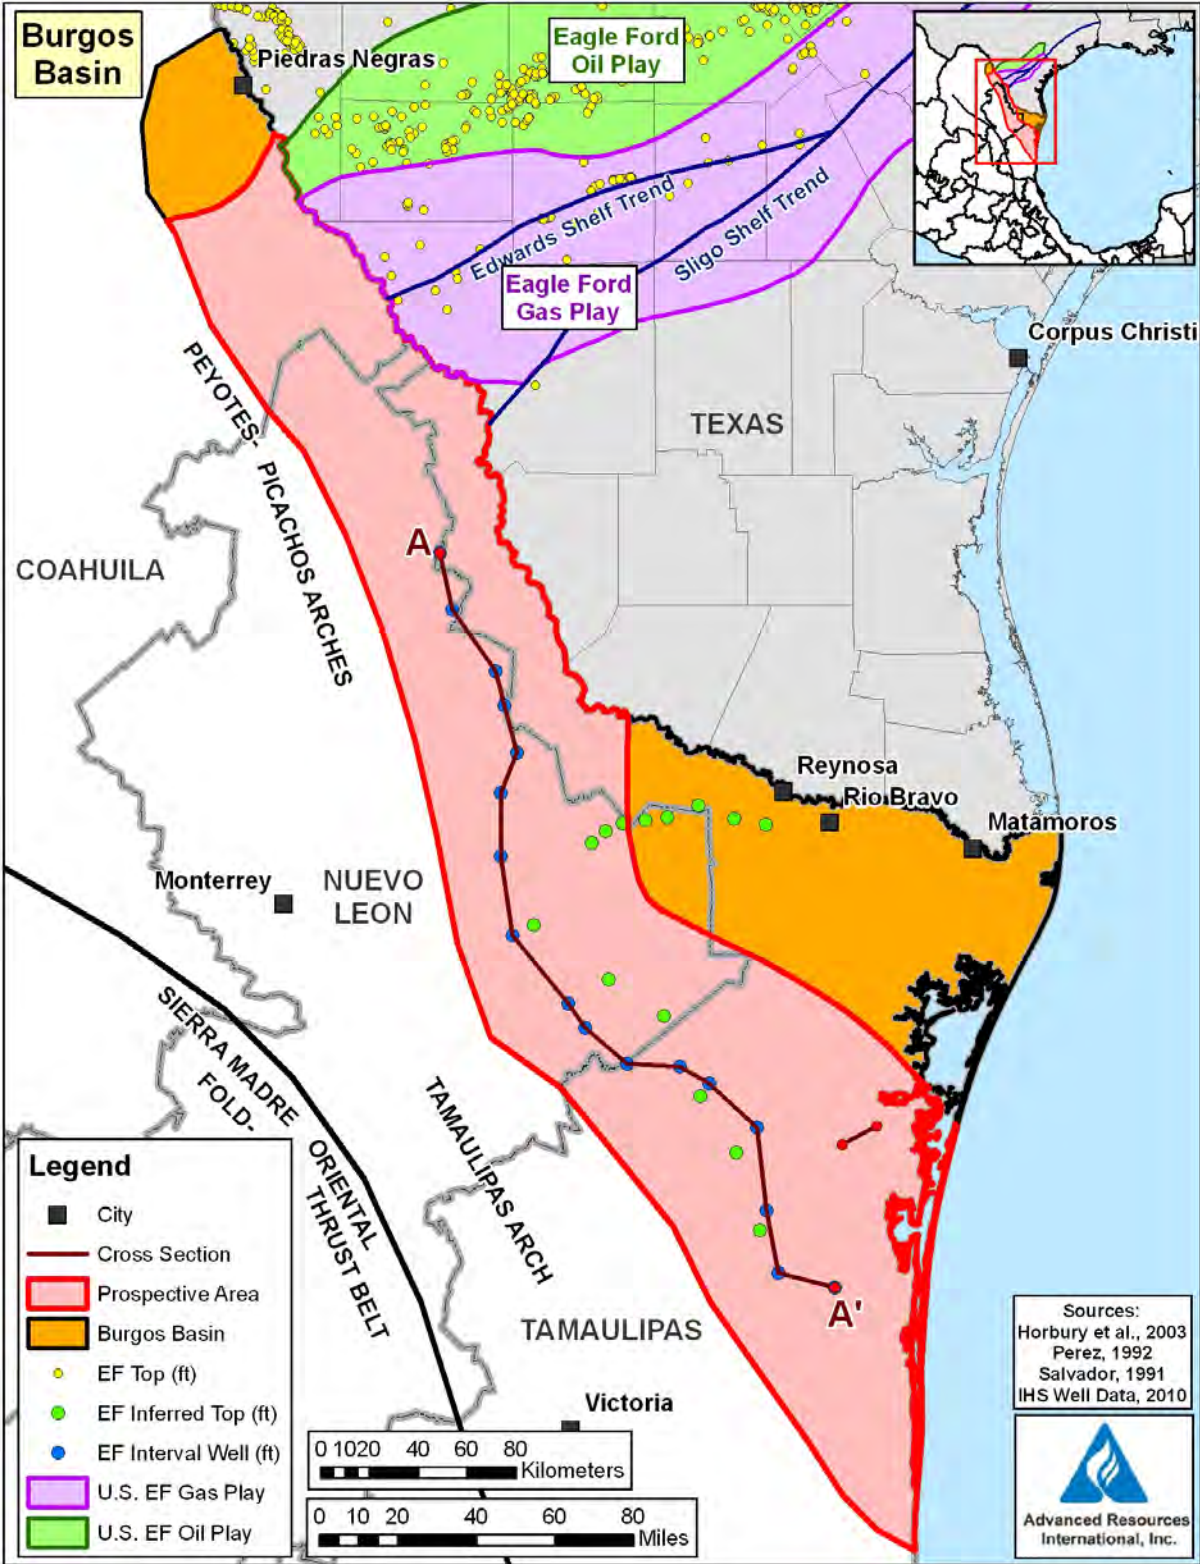 Burgos
Basin
Piedras Negras
Eagle Ford
Oil Play
Edwards Shelf Trend
Sligo Shelf Trend
Eagle Ford
Gas Play
Corpus Christi
TEXAS
PEYOTES-
PICACHOS ARCHES
COAHUILA
A
Reynosa
Rio Bravo
Matamoros
Monterrey
NUEVO
LEON
SIERRA MADRE
FOLD-
ORIENTAL
THRUST BELT
TAMAULIPAS ARCH
A'
TAMAULIPAS
Victoria
Legend
City
Cross Section
Prospective Area
Burgos Basin
EF Top (ft)
EF Inferred Top (ft)
EF Interval Well (ft)
U.S. EF Gas Play
U.S. EF Oil Play
0 10 20 40 60 80
Kilometers
0 10 20 40 60 80
Miles
Sources:
Horbury et al., 2003
Perez, 1992
Salvador, 1991
IHS Well Data, 2010
Advanced Resources
International, Inc.